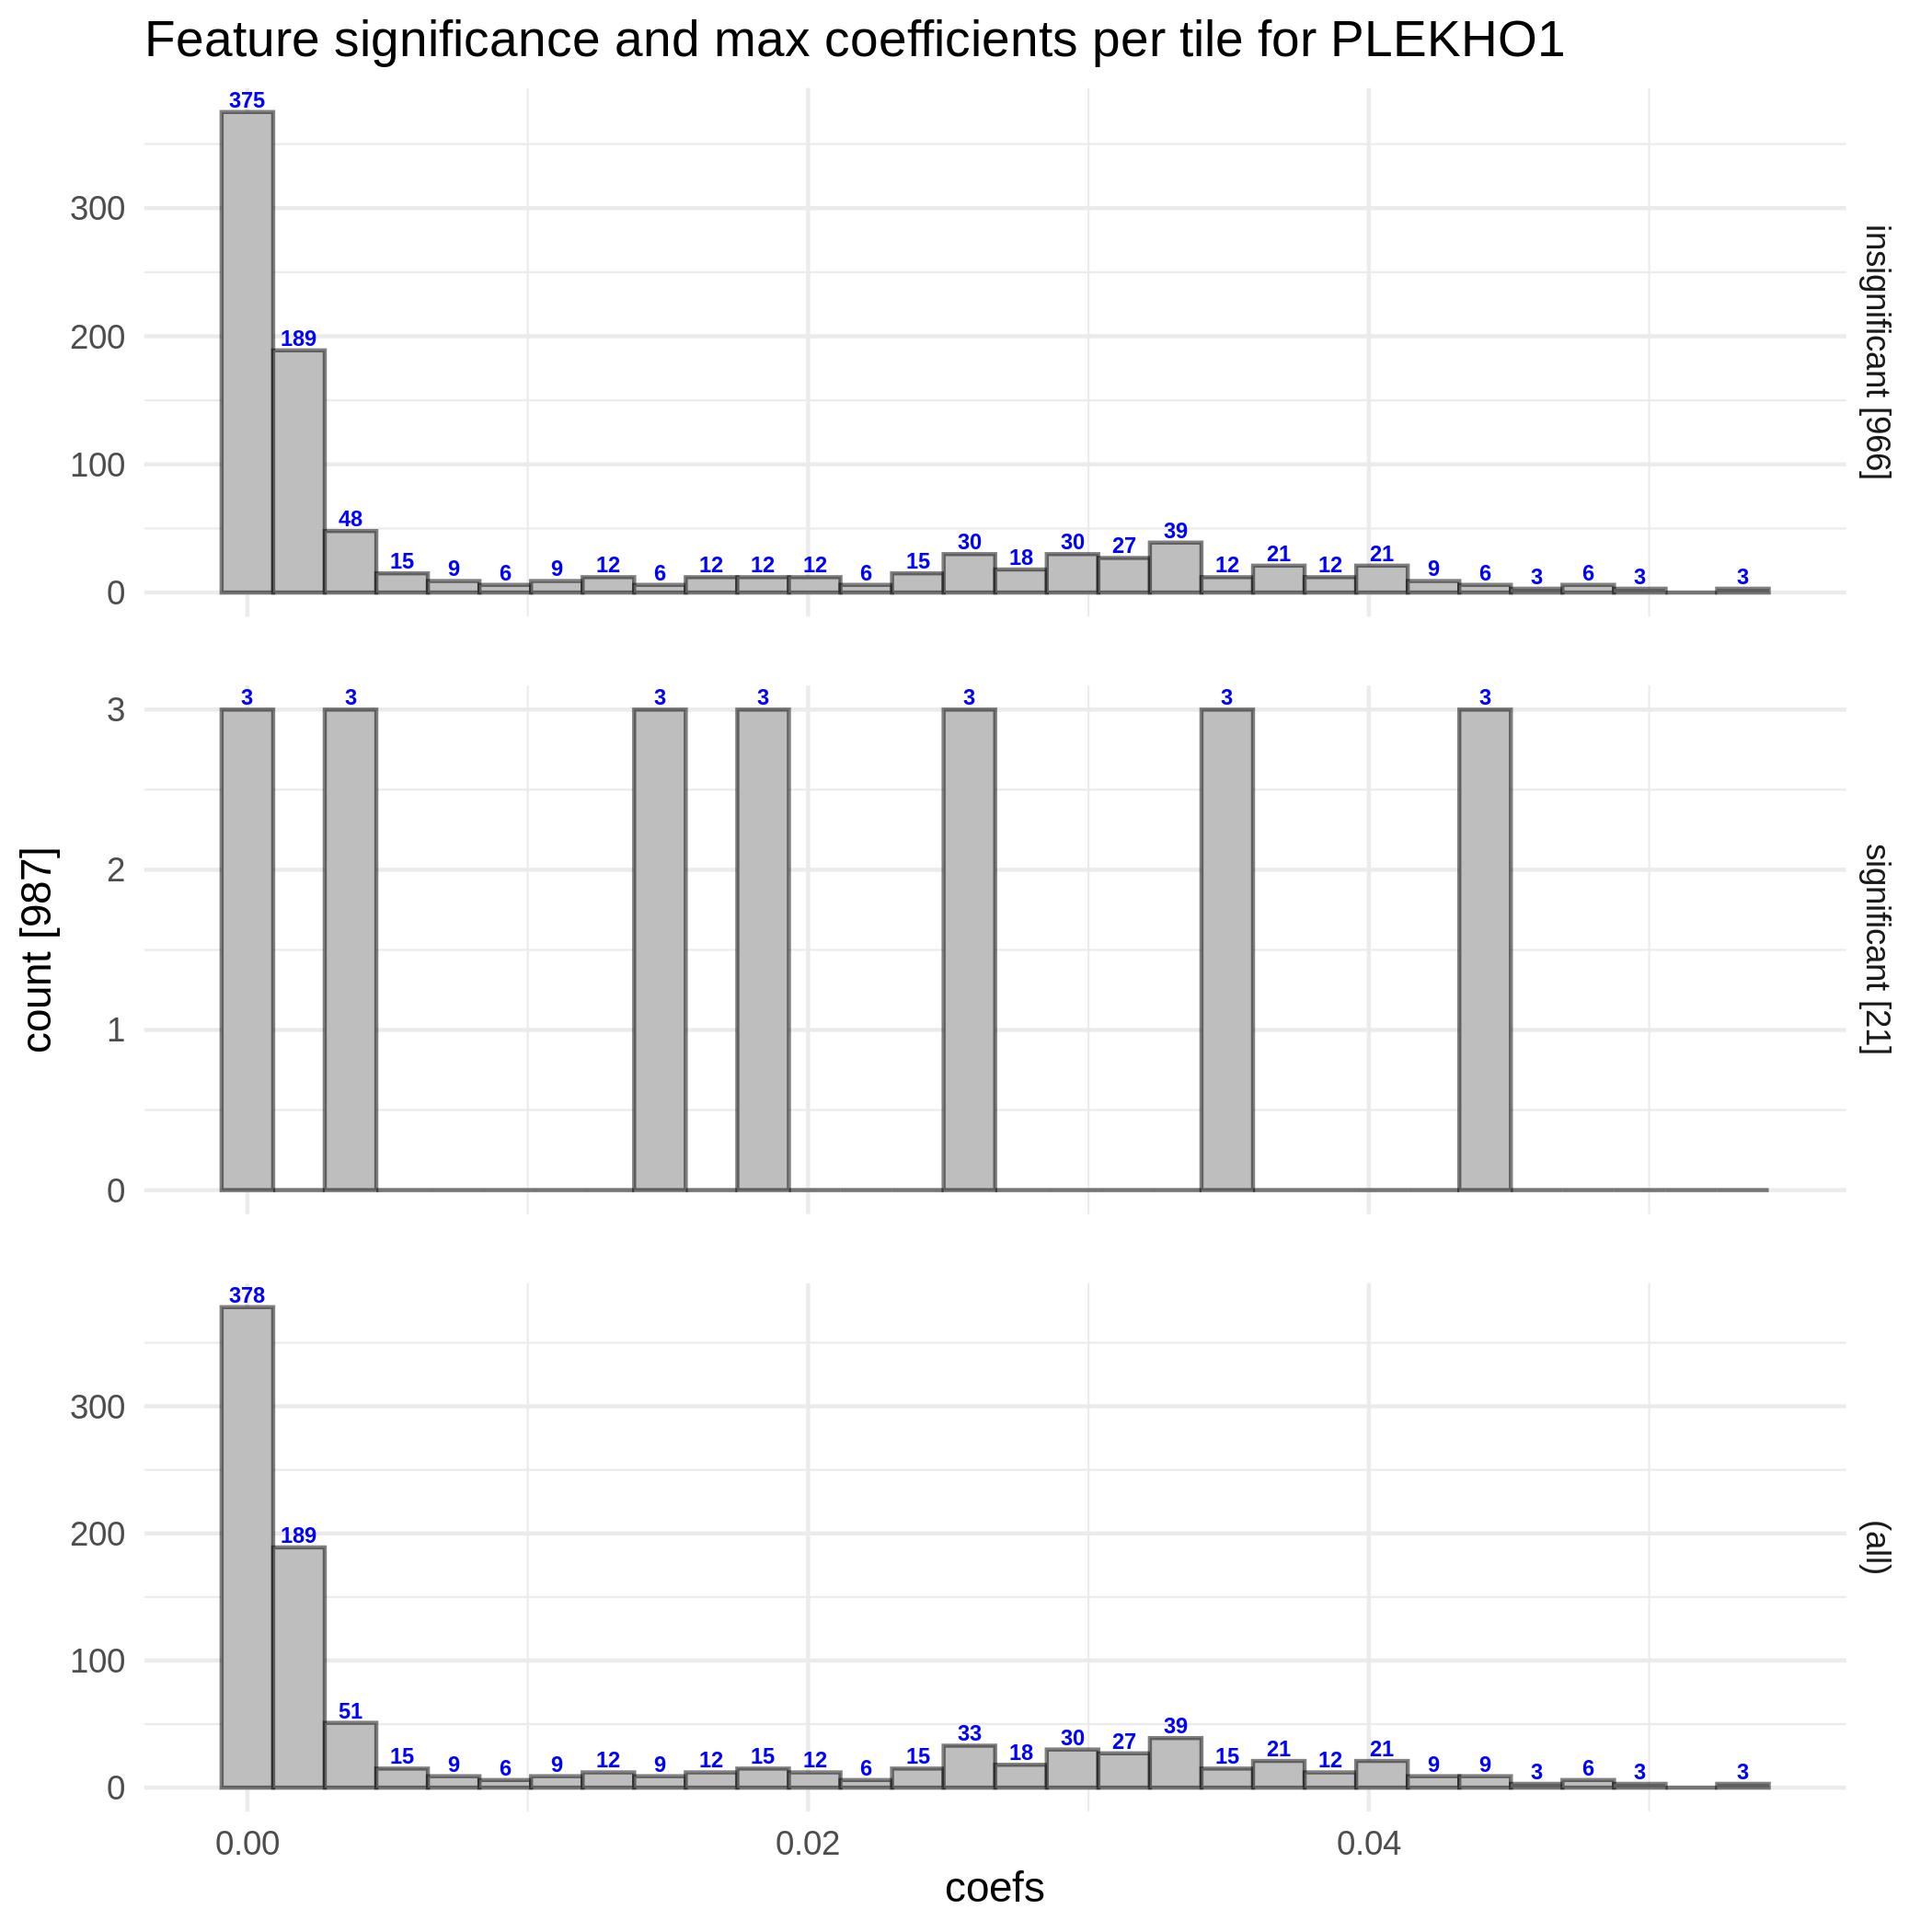 Feature significance and max coefficients per tile for PLEKHO1
375
189
48
15 9 6 9 12 6 12 12 12 6 15 30 18 30 27 39 12 21 12 21 9 6 3 6 3 3
300
200
100
0
insignificant [966]
3 3 3 3 3 3 3
3
2
1
0
significant [21]
count [987]
378
189
51
15 9 6 9 12 9 12 15 12 6 15 33 18 30 27 39 15 21 12 21 9 9 3 6 3 3
300
200
100
0
(all)
0.00 0.02 0.04
coefs